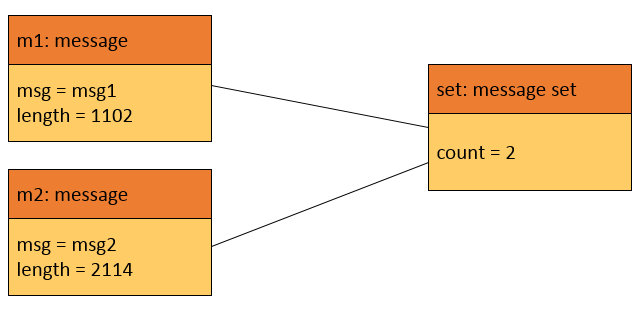 m1: message
msg = msg1
length = 1102
m2: message
msg = msg2
length = 2114
set: message set
count = 2